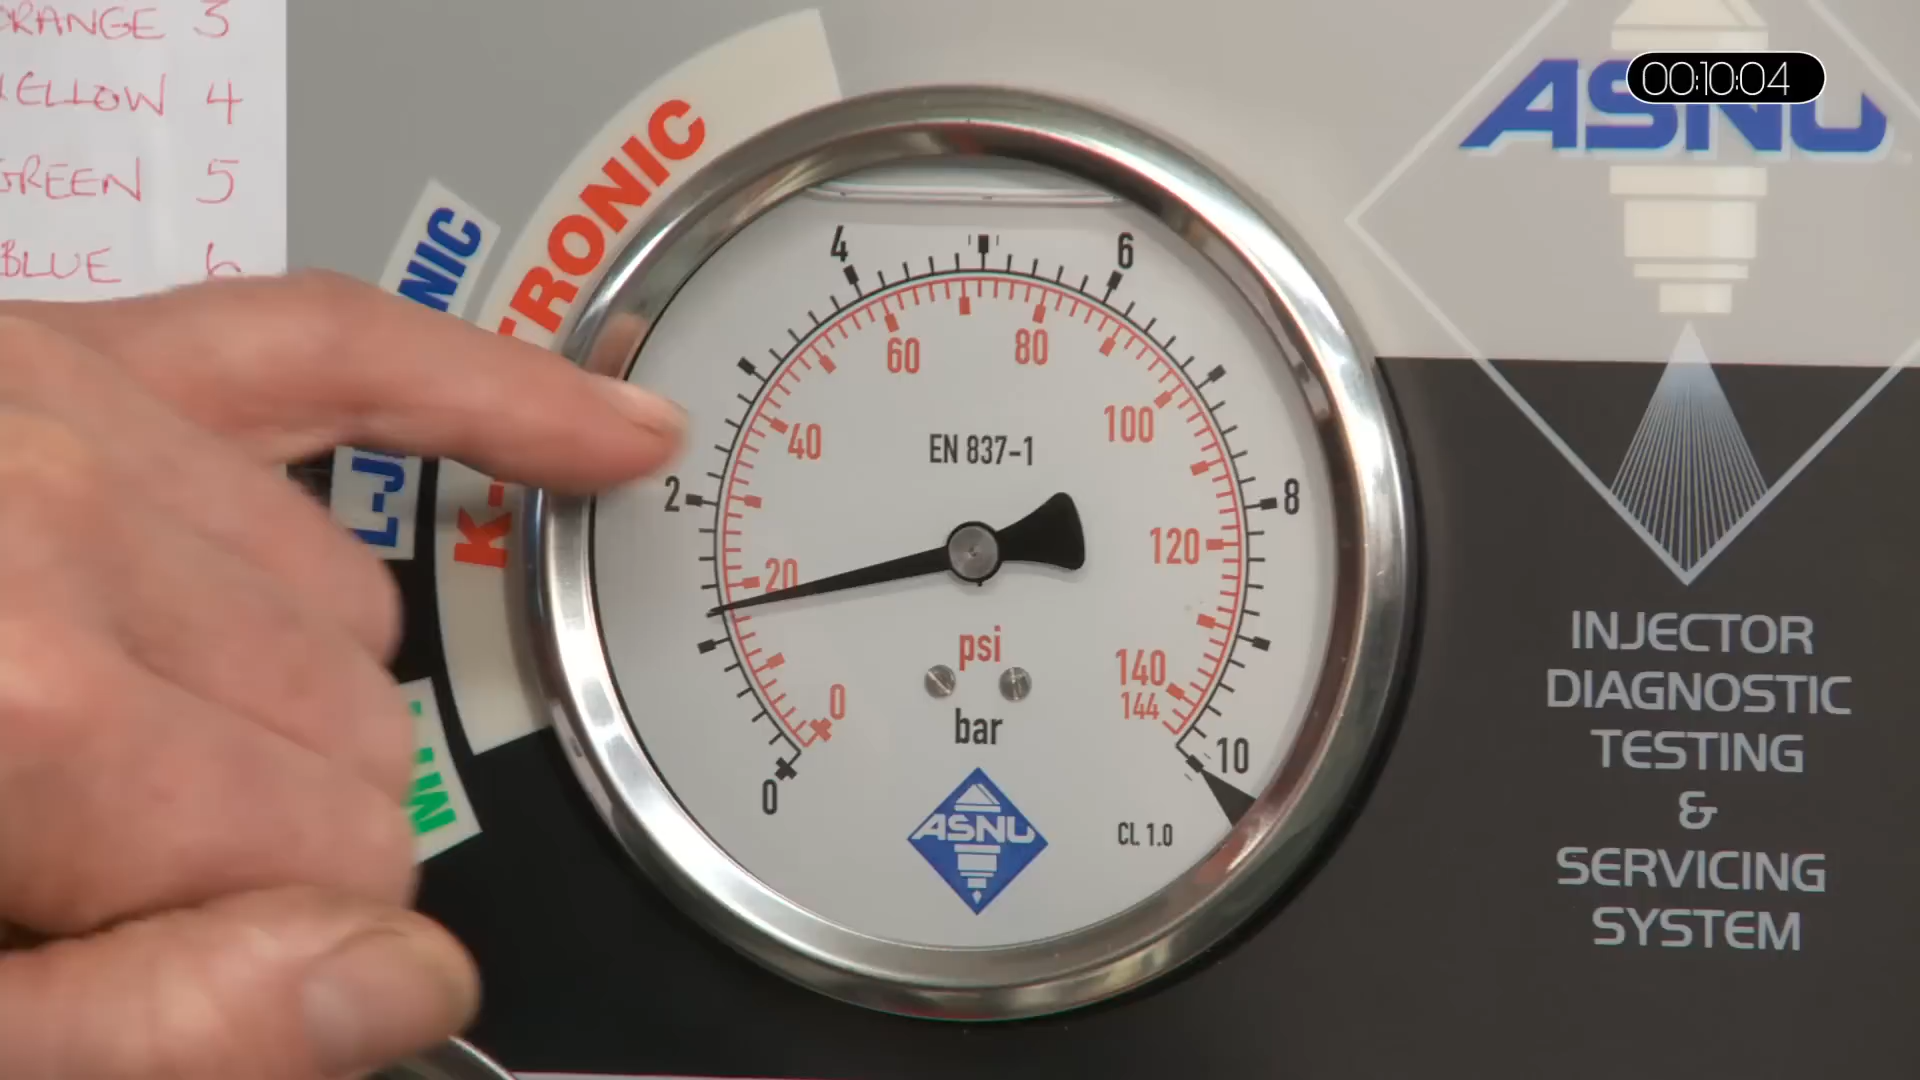 ORANGE 3
YELLOW 4
GREEN 5
BLUE 6
NIC
TRONIC
L-J
K-
00:10:04
ASNU
4
6
60
80
40
100
EN 837-1
2
8
20
120
psi
140
144
0
bar
10
0
ASNU
CL 1.0
INJECTOR
DIAGNOSTIC
TESTING
&
SERVICING
SYSTEM